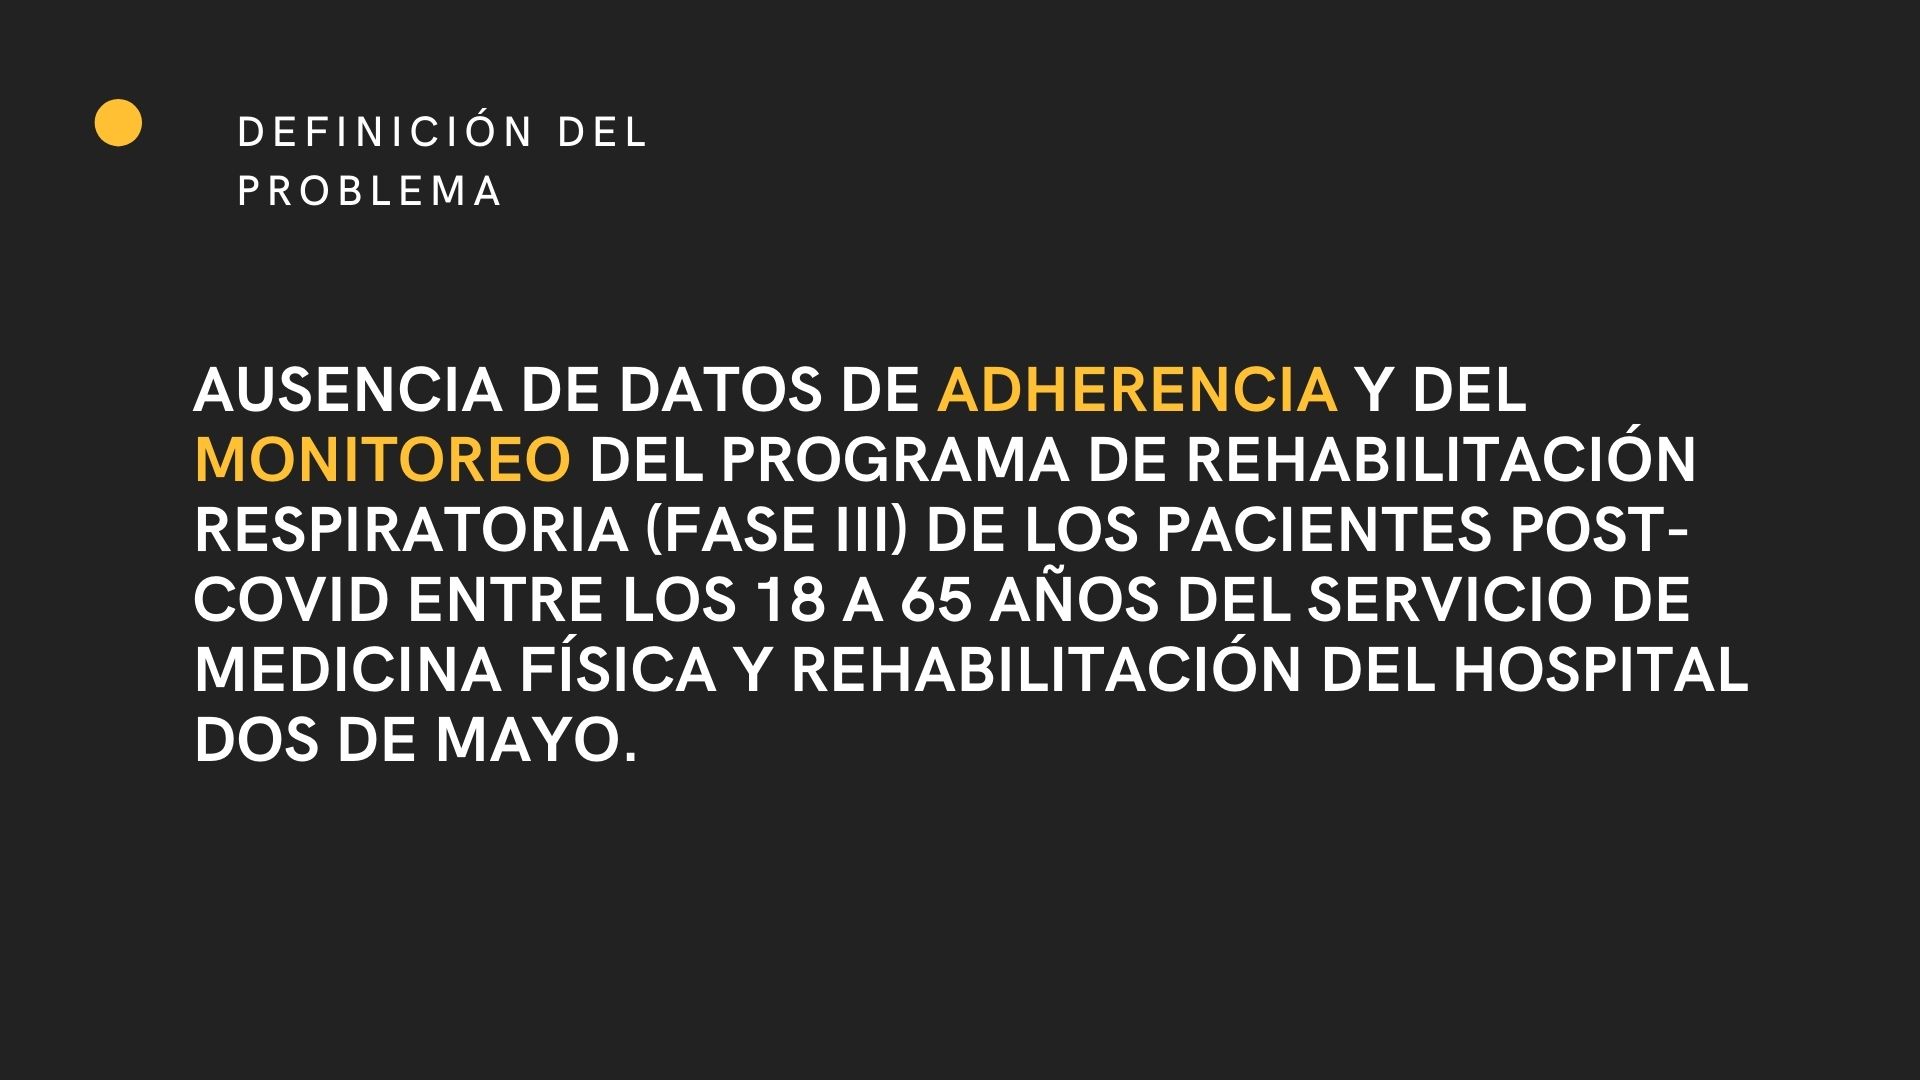 DEFINICIÓN DEL
PROBLEMA
AUSENCIA DE DATOS DE ADHERENCIA Y DEL
MONITOREO DEL PROGRAMA DE REHABILITACIÓN
RESPIRATORIA (FASE III) DE LOS PACIENTES POST-
COVID ENTRE LOS 18 A 65 AÑOS DEL SERVICIO DE
MEDICINA FÍSICA Y REHABILITACIÓN DEL HOSPITAL
DOS DE MAYO.